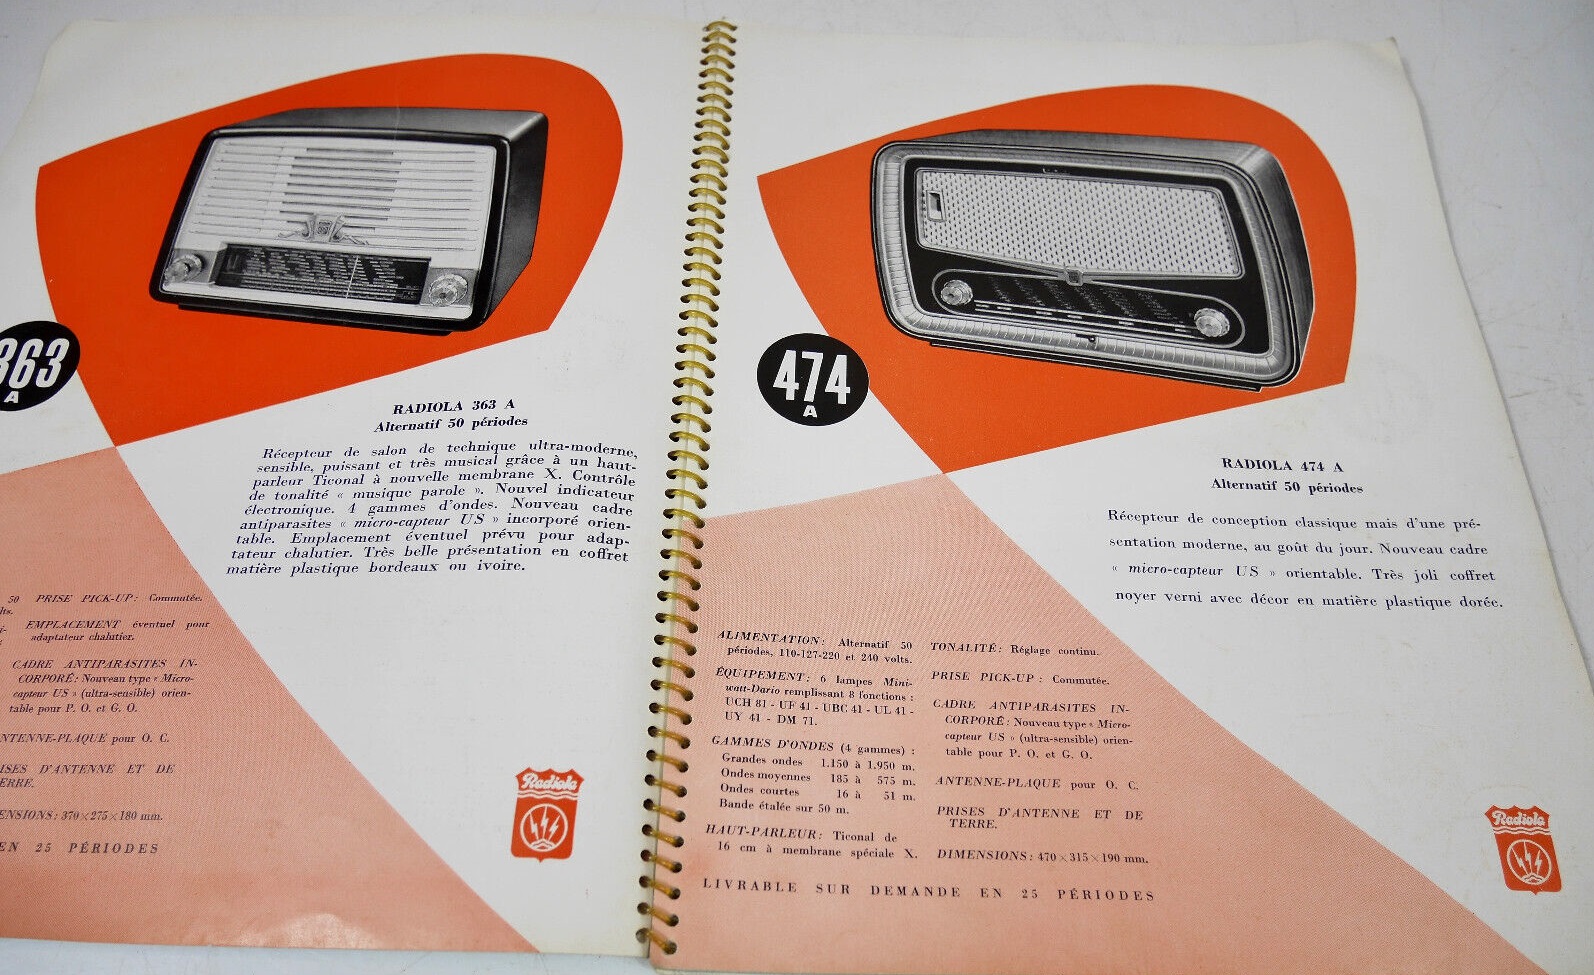 363
A
RADIOLA 363 A
Alternatif 50 périodes
Récepteur de salon de technique ultra-moderne,
sensible, puissant et très musical grâce à un haut-
parleur Ticonal à nouvelle membrane X. Contrôle
de tonalité « musique parole ». Nouvel indicateur
électronique. 4 gammes d'ondes. Nouveau cadre
antiparasites « micro-capteur US » incorporé orien-
table. Emplacement éventuel prévu pour adap-
tateur chalutier. Très belle présentation en coffret
matière plastique bordeaux ou ivoire.
50
PRISE PICK-UP : Commutée.
EMPLACEMENT éventuel pour
adaptateur chalutier.
CADRE ANTIPARASITES IN-
CORPORÉ : Nouveau type « Micro-
capteur US » (ultra-sensible) orien-
table pour P. O. et G. O.
NTENNE-PLAQUE pour O. C.
ISES D'ANTENNE ET DE
ERRE.
ENSIONS : 370×275×180 mm.
EN 25 PÉRIODES
Radiola
474
A
RADIOLA 474 A
Alternatif 50 périodes
Récepteur de conception classique mais d'une pré-
sentation moderne, au goût du jour. Nouveau cadre
« micro-capteur US » orientable. Très joli coffret
noyer verni avec décor en matière plastique dorée.
ALIMENTATION : Alternatif 50
périodes, 110-127-220 et 240 volts.
ÉQUIPEMENT : 6 lampes Mini-
watt-Dario remplissant 8 fonctions :
UCH 81 - UF 41 - UBC 41 - UL 41 -
UY 41 - DM 71.
GAMMES D'ONDES (4 gammes) :
Grandes ondes 1.150 à 1.950 m.
Ondes moyennes 185 à 575 m.
Ondes courtes 16 à 51 m.
Bande étalée sur 50 m.
HAUT-PARLEUR : Ticonal de
16 cm à membrane spéciale X.
TONALITÉ : Réglage continu.
PRISE PICK-UP : Commutée.
CADRE ANTIPARASITES IN-
CORPORÉ : Nouveau type « Micro-
capteur US » (ultra-sensible) orien-
table pour P. O. et G. O.
ANTENNE-PLAQUE pour O. C.
PRISES D'ANTENNE ET DE
TERRE.
DIMENSIONS : 470×315×190 mm.
LIVRABLE SUR DEMANDE EN 25 PÉRIODES
Radiola